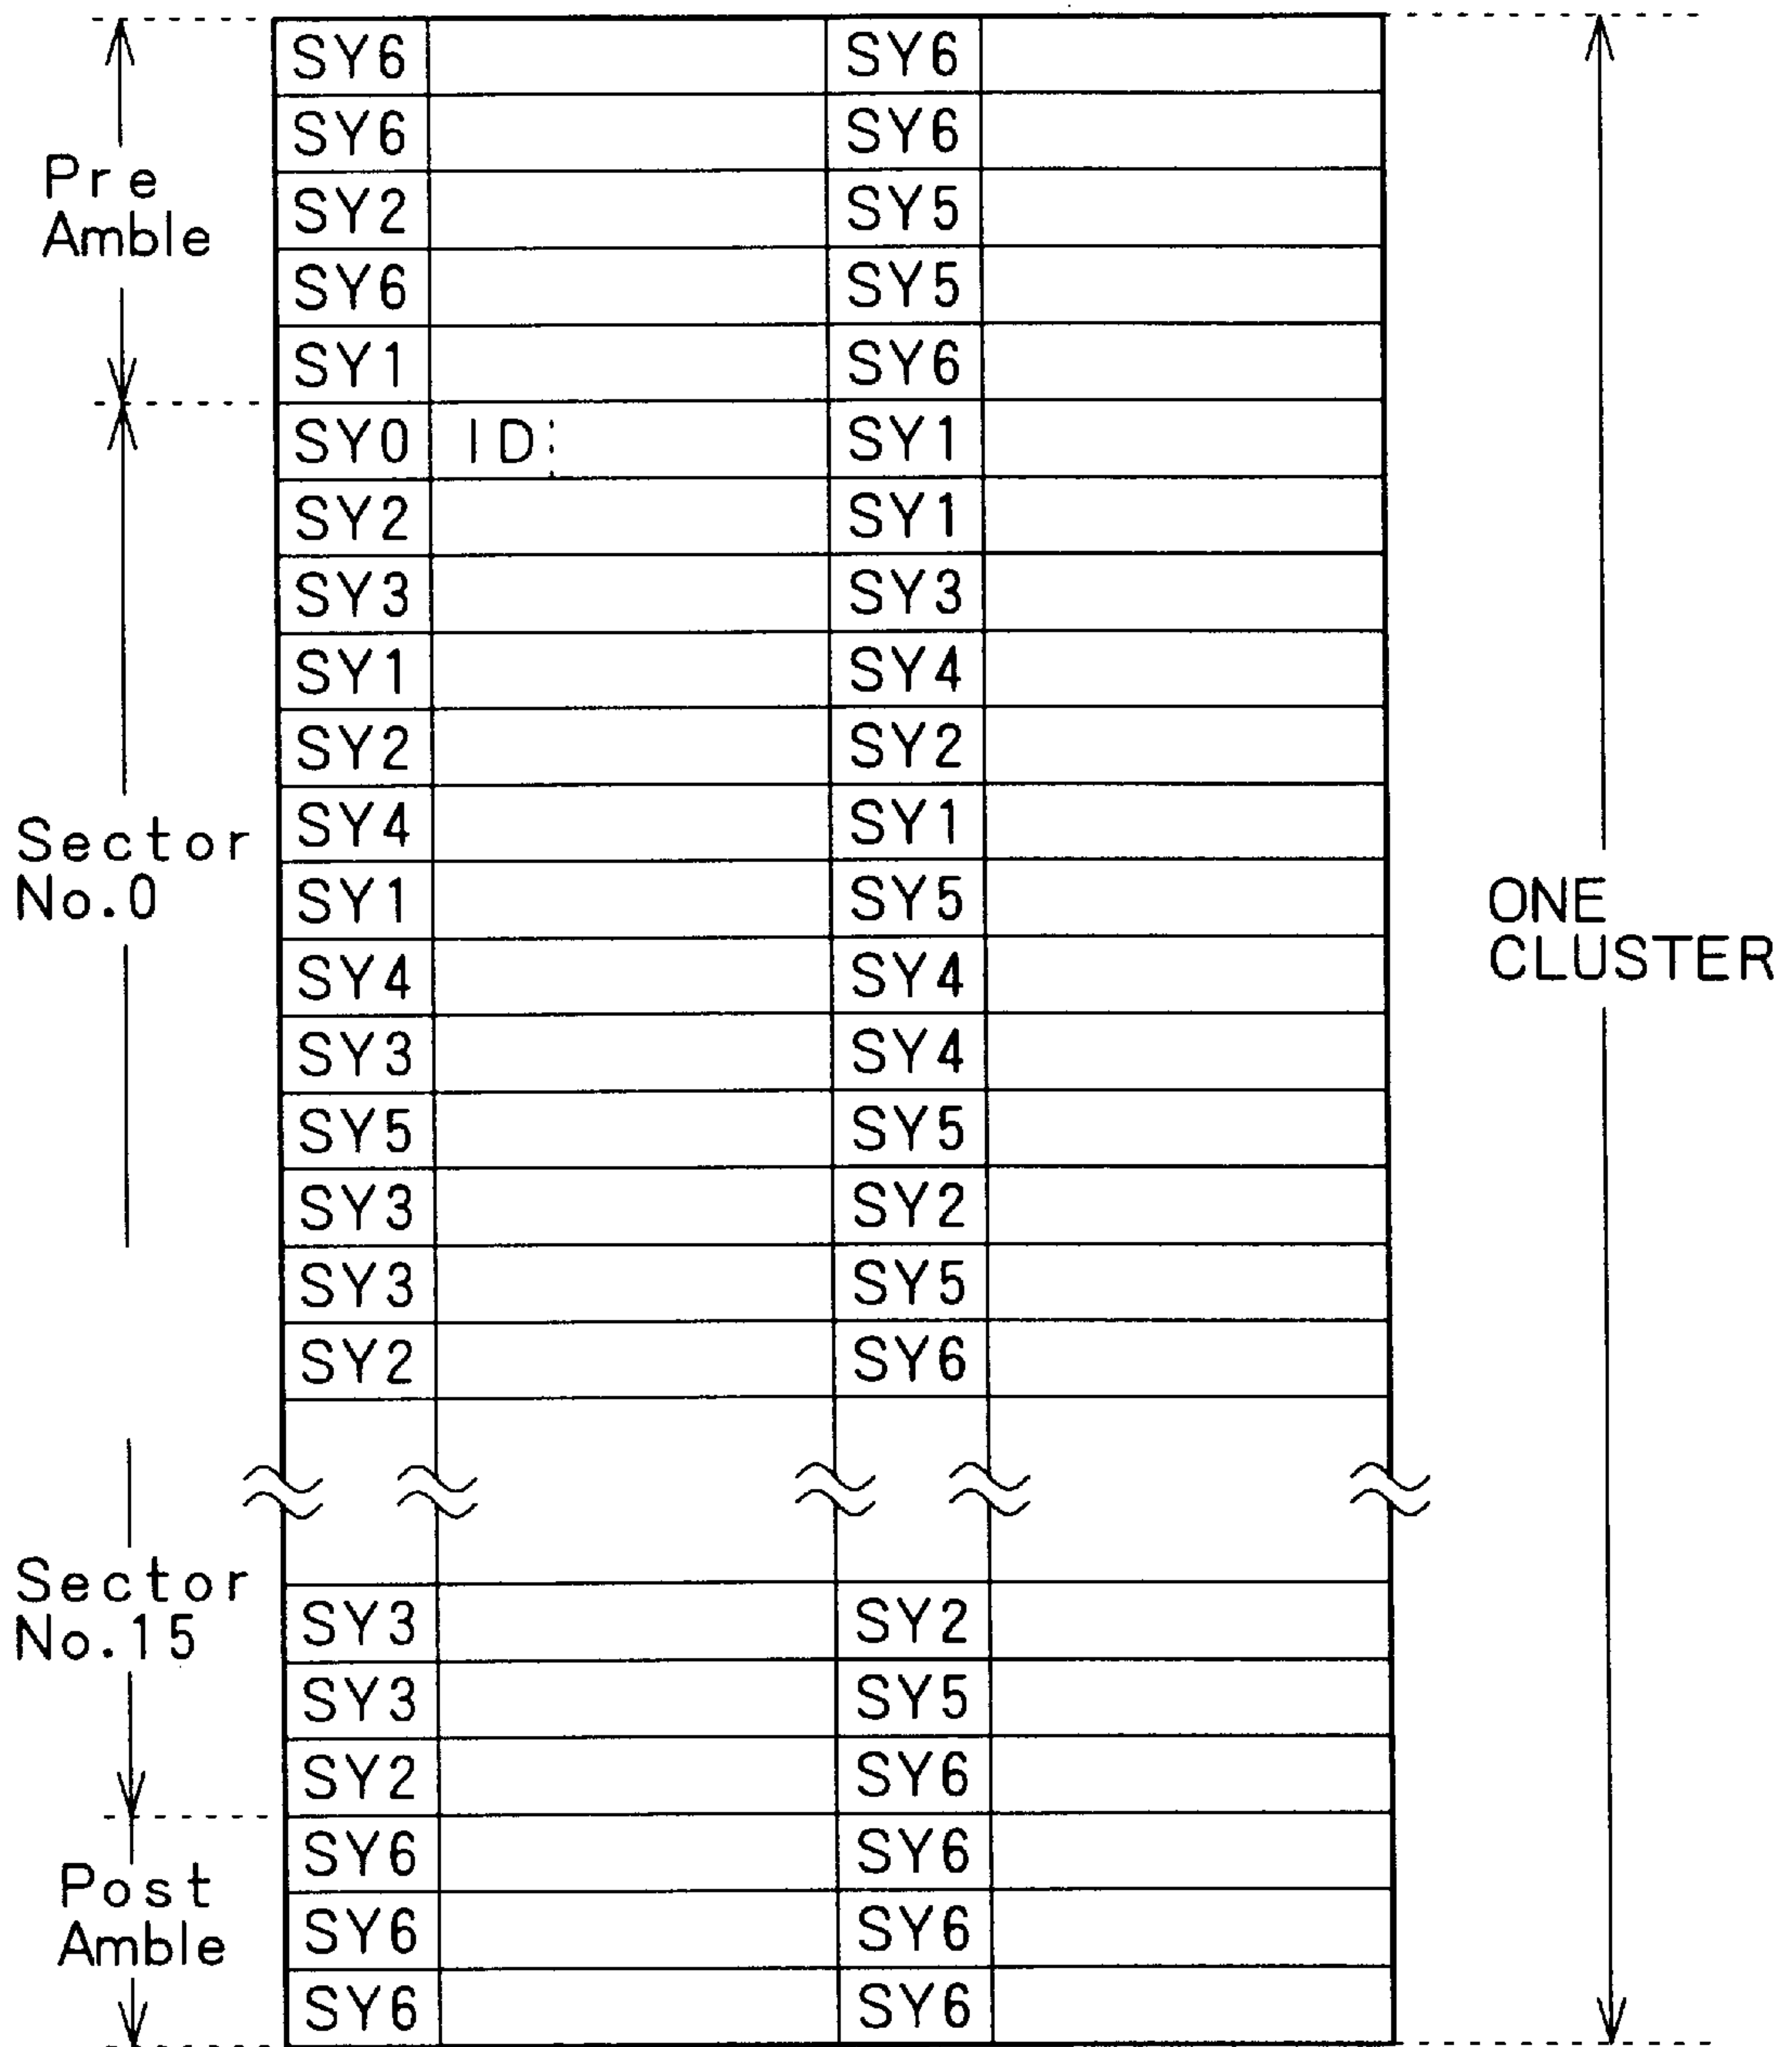 SY6 SY6
SY6 SY6
Pre
Amble
SY2 SY5
SY6 SY5
SY1 SY6
SY0 ID SY1
SY2 SY1
SY3 SY3
SY1 SY4
SY2 SY2
Sector
No.0
SY4 SY1
SY1 SY5
ONE
CLUSTER
SY4 SY4
SY3 SY4
SY5 SY5
SY3 SY2
SY3 SY5
SY2 SY6
Sector
No.15
SY3 SY2
SY3 SY5
SY2 SY6
SY6 SY6
Post
Amble
SY6 SY6
SY6 SY6